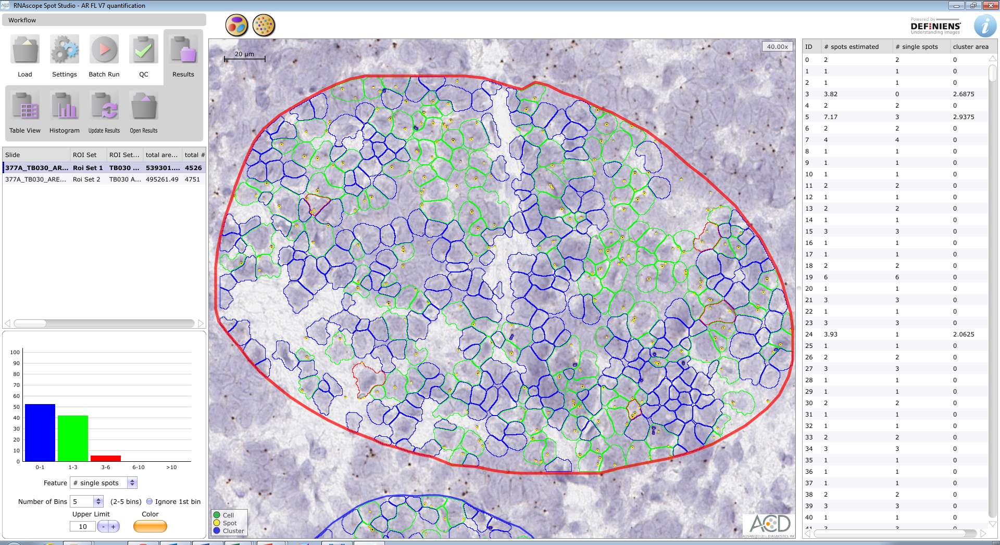 RNAscope Spot Studio - AR FL V7 quantification
Workflow
Load
Settings
Batch Run
QC
Results
Table View
Histogram
Update Results
Open Results
Slide ROI Set ROI Set... total are... total #
377A_TB030_AR... Roi Set 1 TB030 ... 539301.... 4526
377A_TB030_ARE... Roi Set 2 TB030 A... 495261.49 4751
100
90
80
70
60
50
40
30
20
10
0
0-1 1-3 3-6 6-10 >10
Feature # single spots
Number of Bins 5 (2-5 bins) Ignore 1st bin
Upper Limit Color
10 - +
20 µm
40.00x
Cell
Spot
Cluster
ACD
ADVANCED CELL DIAGNOSTICS, INC.
Powered by
DEFINIENS
Understanding Images
i
ID # spots estimated # single spots cluster area
0 2 2 0
1 1 1 0
2 1 1 0
3 3.82 0 2.6875
4 2 2 0
5 7.17 3 2.9375
6 2 2 0
7 4 4 0
8 1 1 0
9 1 1 0
10 1 1 0
11 2 2 0
12 1 1 0
13 2 2 0
14 1 1 0
15 3 3 0
16 1 1 0
17 1 1 0
18 2 2 0
19 6 6 0
20 1 1 0
21 3 3 0
22 1 1 0
23 3 3 0
24 3.93 1 2.0625
25 1 1 0
26 2 2 0
27 3 3 0
28 1 1 0
29 1 1 0
30 2 2 0
31 1 1 0
32 1 1 0
33 2 2 0
34 3 3 0
35 1 1 0
36 1 1 0
37 1 1 0
38 2 2 0
39 3 3 0
40 1 1 0
41 3 3 0